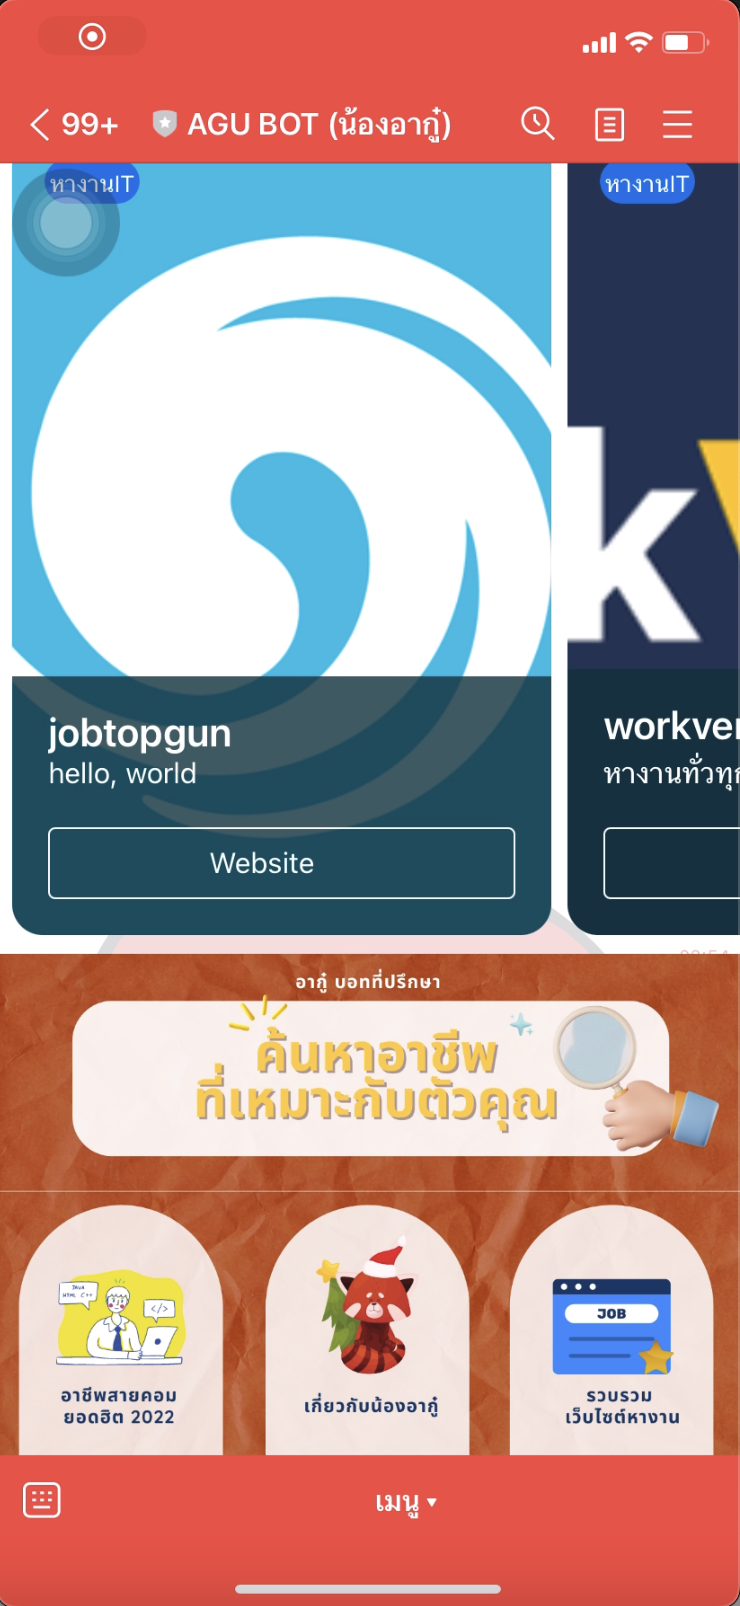 99+ AGU BOT (น้องอากู๋)
หางานIT
หางานIT
k
jobtopgun
hello, world
Website
หางานทั่วทุก
อากู๋ บอทที่ปรึกษา
ค้นหาอาชีพ
ที่เหมาะกับตัวคุณ
JAVA
HTML C++
</>
อาชีพสายคอม
ยอดฮิต 2022
เกี่ยวกับน้องอากู๋
JOB
รวบรวม
เว็บไซต์หางาน
เมนู